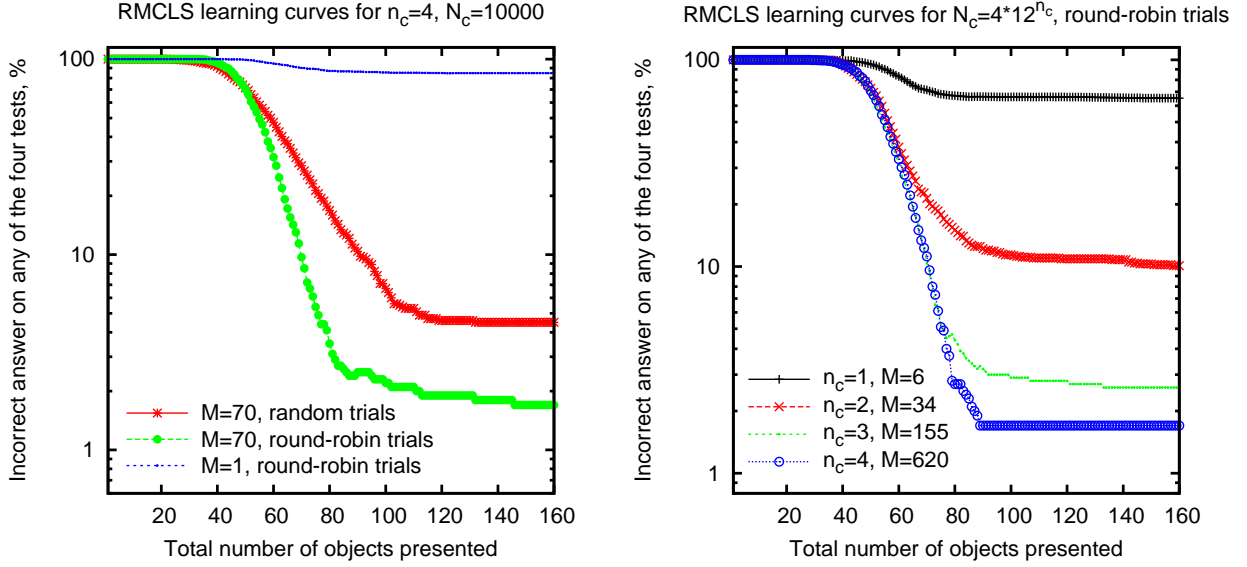 RMCLS learning curves for n_c=4, N_c=10000
Incorrect answer on any of the four tests, %
100
10
1
M=70, random trials
M=70, round-robin trials
M=1, round-robin trials
20 40 60 80 100 120 140 160
Total number of objects presented
RMCLS learning curves for N_c=4*12^n_c, round-robin trials
Incorrect answer on any of the four tests, %
100
10
1
n_c=1, M=6
n_c=2, M=34
n_c=3, M=155
n_c=4, M=620
20 40 60 80 100 120 140 160
Total number of objects presented